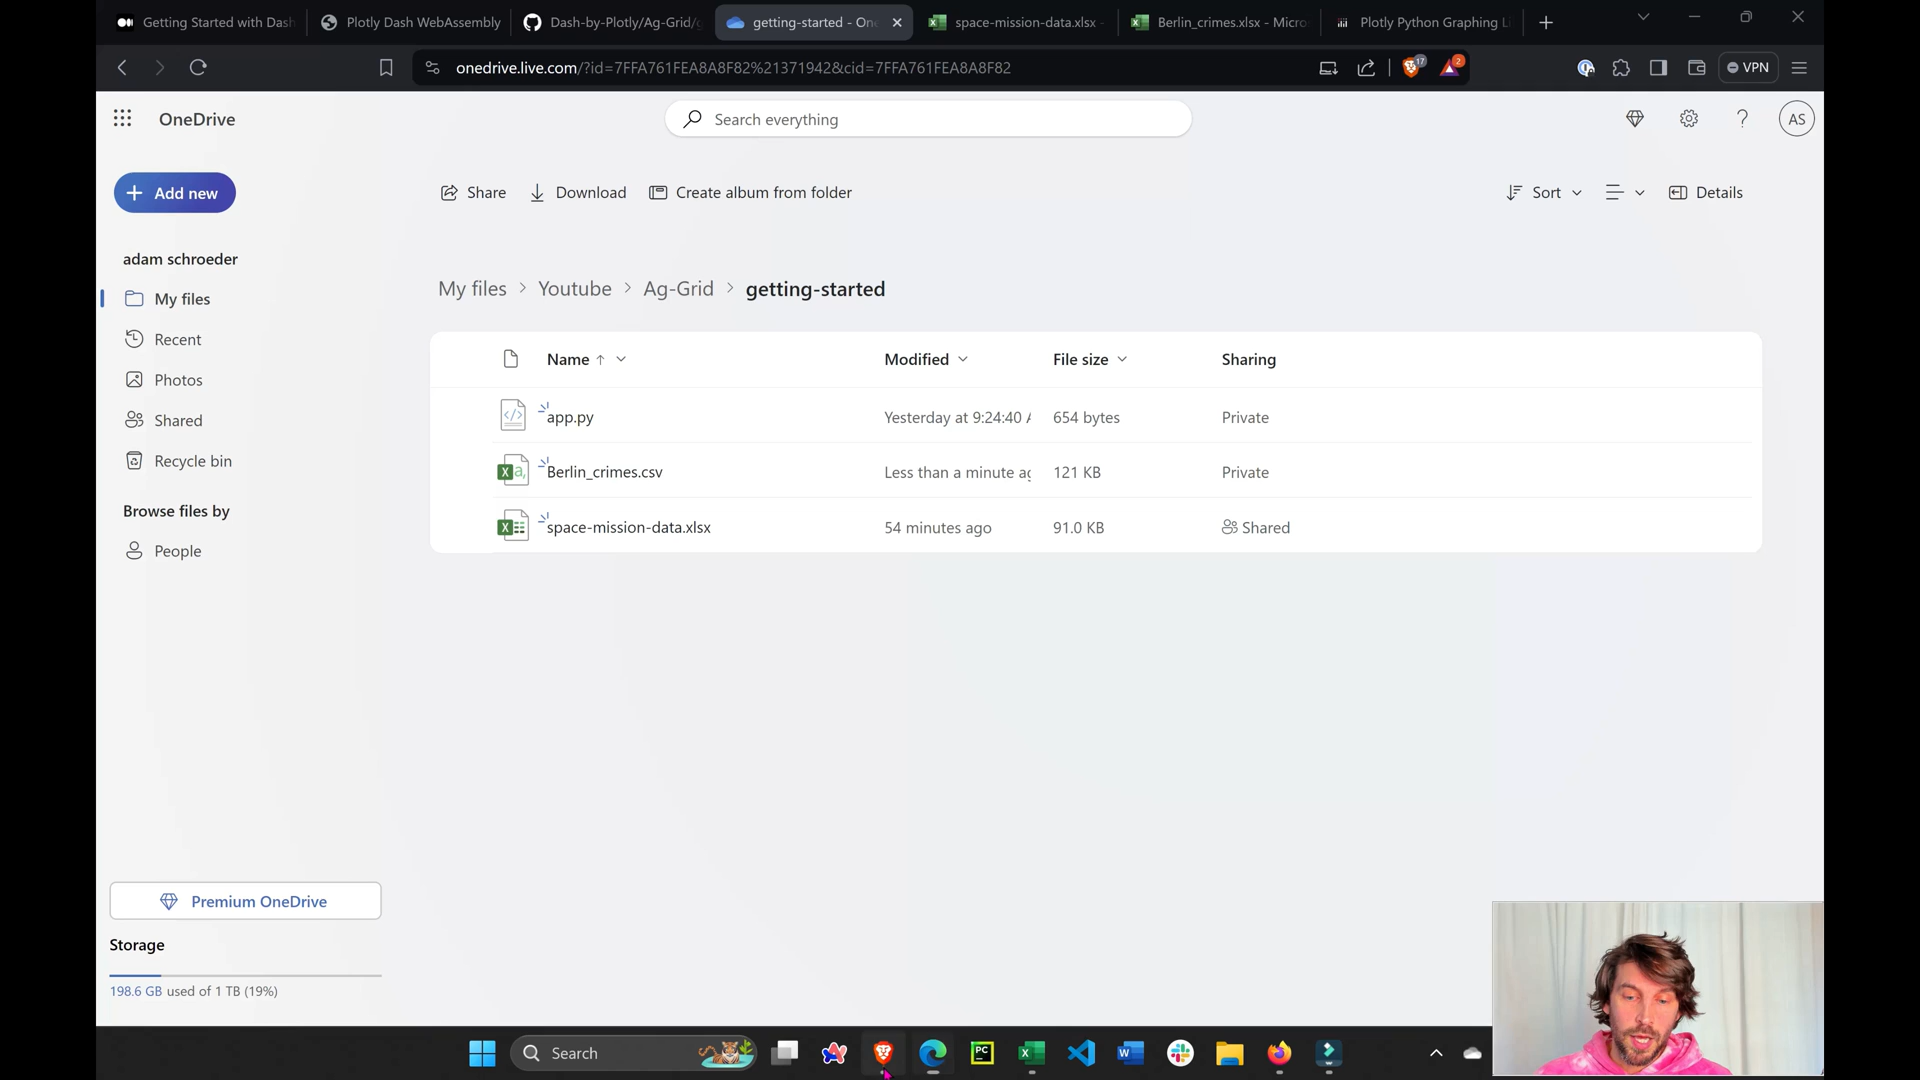 Getting Started with Dash
Plotly Dash WebAssembly
Dash-by-Plotly/Ag-Grid/g
getting-started - One
space-mission-data.xlsx -
Berlin_crimes.xlsx - Micros
Plotly Python Graphing Li
onedrive.live.com/?id=7FFA761FEA8A8F82%21371942&cid=7FFA761FEA8A8F82
17
2
VPN
OneDrive
Search everything
AS
Add new
Share
Download
Create album from folder
Sort
Details
adam schroeder
My files
Recent
Photos
Shared
Recycle bin
Browse files by
People
My files > Youtube > Ag-Grid > getting-started
Name
Modified
File size
Sharing
app.py
Yesterday at 9:24:40 A
654 bytes
Private
Berlin_crimes.csv
Less than a minute ag
121 KB
Private
space-mission-data.xlsx
54 minutes ago
91.0 KB
Shared
Premium OneDrive
Storage
198.6 GB used of 1 TB (19%)
Search